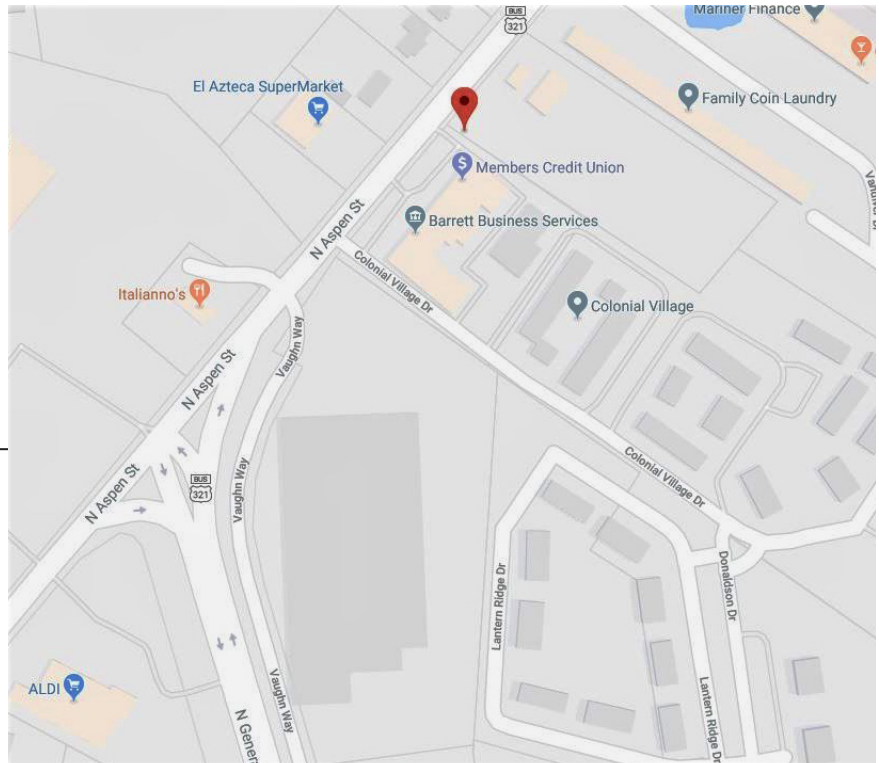 Mariner Finance
BUS
321
El Azteca SuperMarket
Family Coin Laundry
Members Credit Union
N Aspen St
Barrett Business Services
Colonial Village Dr
Italianno's
Colonial Village
Vaughn Way
N Aspen St
Colonial Village Dr
N Aspen St
BUS
321
Vaughn Way
Donaldson Dr
Lantern Ridge Dr
ALDI
Vaughn Way
Lantern Ridge Dr